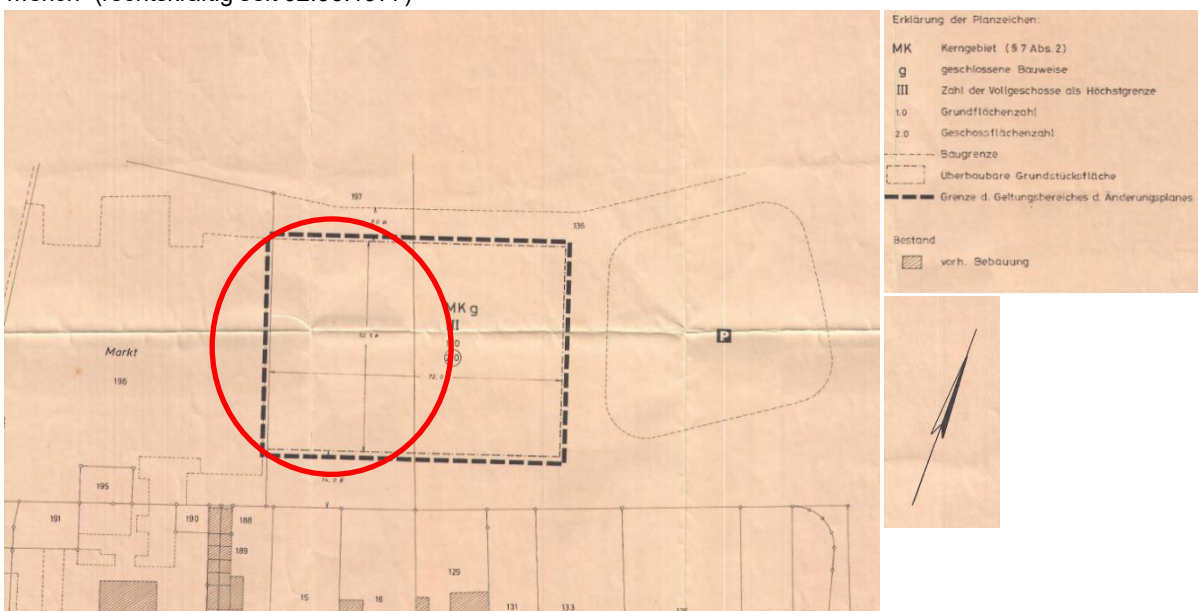 Erklärung der Planzeichen:
MK Kerngebiet (§ 7 Abs. 2)
g geschlossene Bauweise
III Zahl der Vollgeschosse als Höchstgrenze
1.0 Grundflächenzahl
2.0 Geschossflächenzahl
Baugrenze
Überbaubare Grundstücksfläche
Grenze d. Geltungsbereiches d. Änderungsplanes
Bestand
vorh. Bebauung
197
136
MK g
P
Markt
196
195
191
190
188
189
129
15
16
131
133